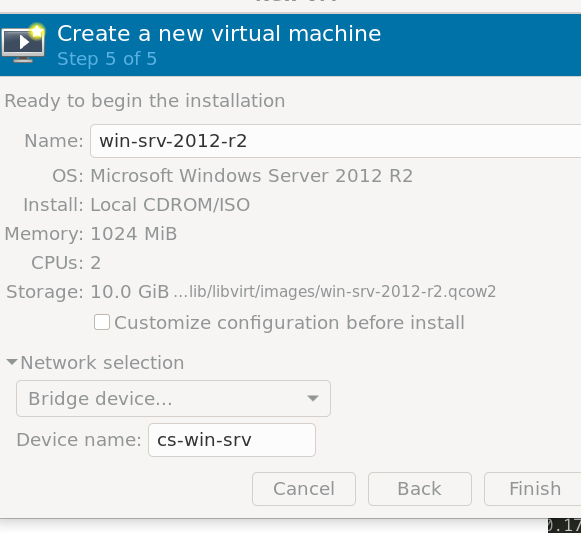 Create a new virtual machine
Step 5 of 5
Ready to begin the installation
Name: win-srv-2012-r2
OS: Microsoft Windows Server 2012 R2
Install: Local CDROM/ISO
Memory: 1024 MiB
CPUs: 2
Storage: 10.0 GiB ...lib/libvirt/images/win-srv-2012-r2.qcow2
Customize configuration before install
Network selection
Bridge device...
Device name: cs-win-srv
Cancel Back Finish
0.17